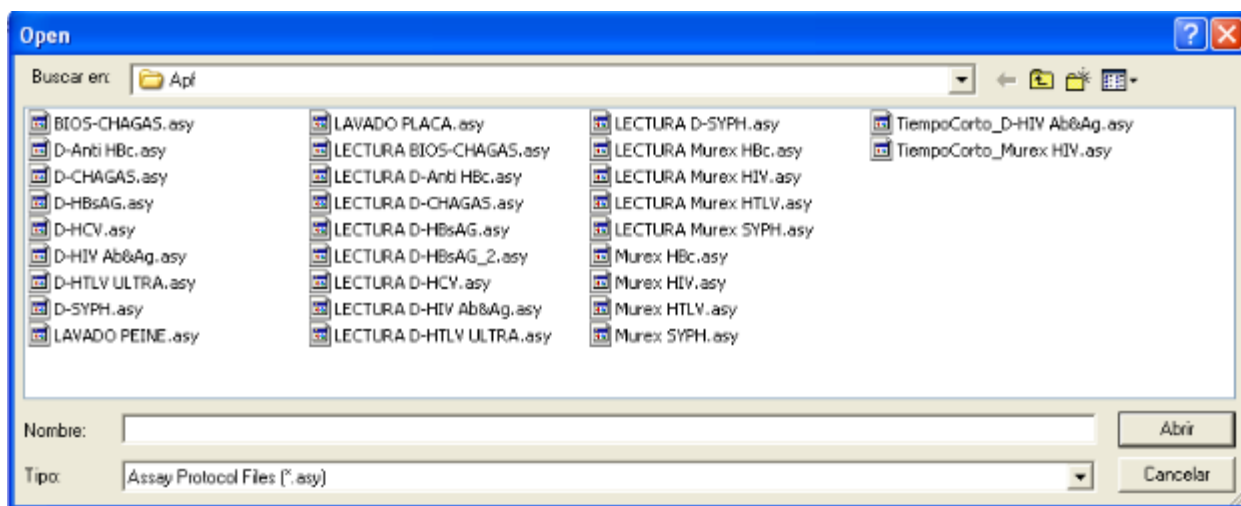 Open
Buscar en:
Apf
BIOS-CHAGAS.asy
D-Anti HBc.asy
D-CHAGAS.asy
D-HBsAG.asy
D-HCV.asy
D-HIV Ab&Ag.asy
D-HTLV ULTRA.asy
D-SYPH.asy
LAVADO PEINE.asy
LAVADO PLACA.asy
LECTURA BIOS-CHAGAS.asy
LECTURA D-Anti HBc.asy
LECTURA D-CHAGAS.asy
LECTURA D-HBsAG.asy
LECTURA D-HBsAG_2.asy
LECTURA D-HCV.asy
LECTURA D-HIV Ab&Ag.asy
LECTURA D-HTLV ULTRA.asy
LECTURA D-SYPH.asy
LECTURA Murex HBc.asy
LECTURA Murex HIV.asy
LECTURA Murex HTLV.asy
LECTURA Murex SYPH.asy
Murex HBc.asy
Murex HIV.asy
Murex HTLV.asy
Murex SYPH.asy
TiempoCorto_D-HIV Ab&Ag.asy
TiempoCorto_Murex HIV.asy
Nombre:
Abrir
Tipo:
Assay Protocol Files (*.asy)
Cancelar